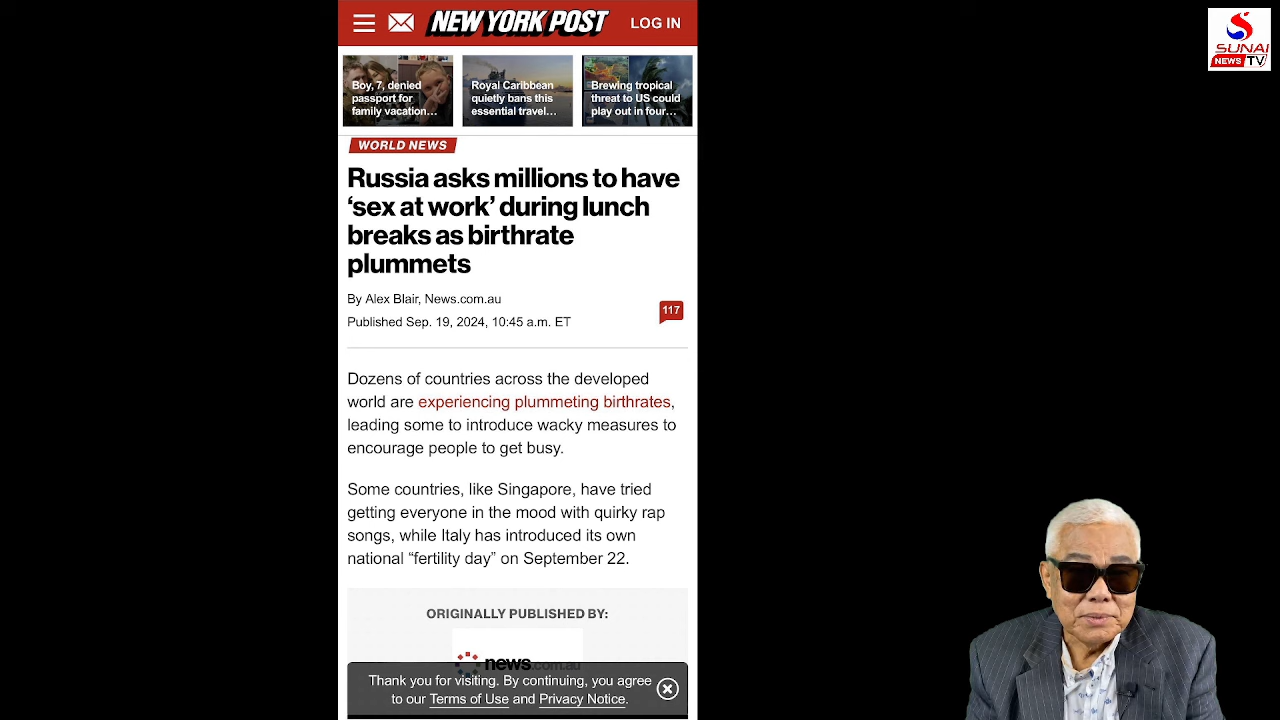 NEW YORK POST
LOG IN
SUNAI
NEWS TV
Boy, 7, denied
passport for
family vacation...
Royal Caribbean
quietly bans this
essential travel...
Brewing tropical
threat to US could
play out in four...
WORLD NEWS
Russia asks millions to have
‘sex at work’ during lunch
breaks as birthrate
plummets
By Alex Blair, News.com.au
Published Sep. 19, 2024, 10:45 a.m. ET
117
Dozens of countries across the developed
world are experiencing plummeting birthrates,
leading some to introduce wacky measures to
encourage people to get busy.
Some countries, like Singapore, have tried
getting everyone in the mood with quirky rap
songs, while Italy has introduced its own
national “fertility day” on September 22.
ORIGINALLY PUBLISHED BY:
news.com.au
Thank you for visiting. By continuing, you agree
to our Terms of Use and Privacy Notice.